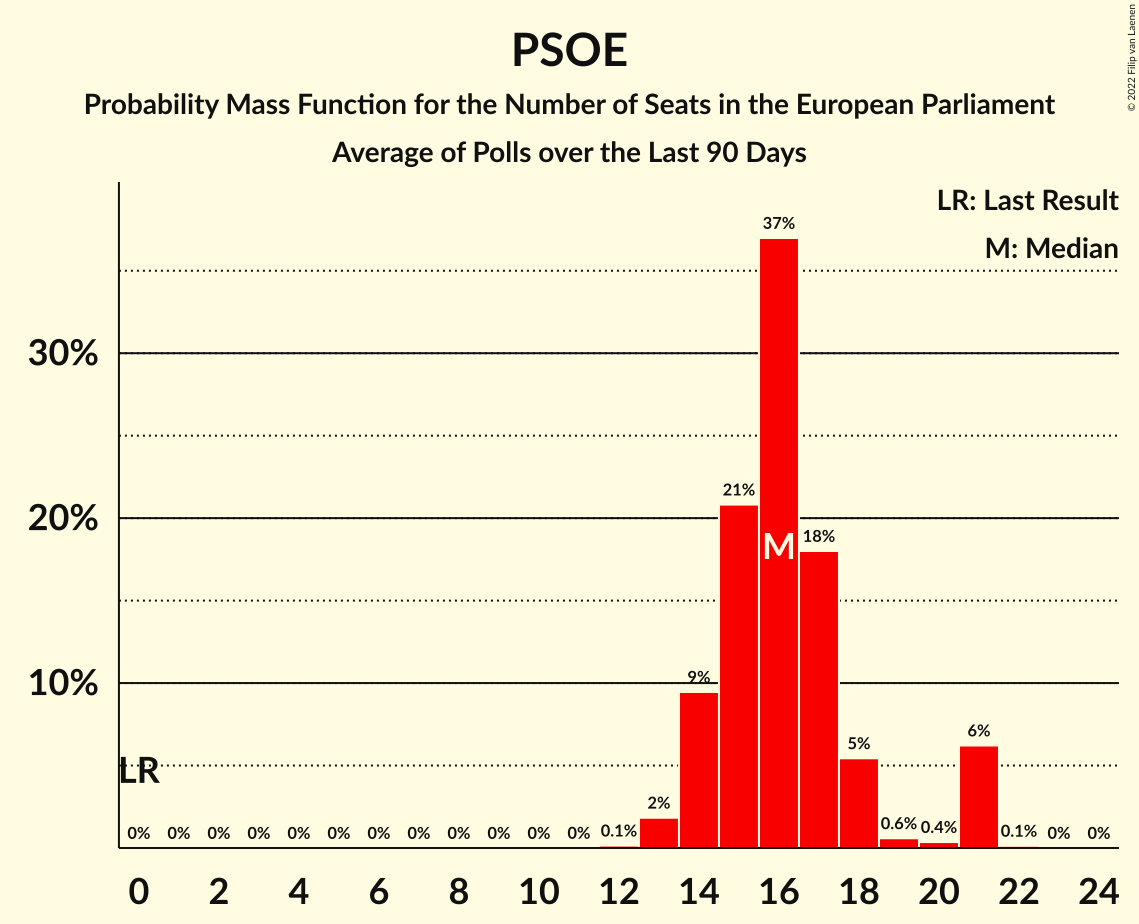 PSOE
Probability Mass Function for the Number of Seats in the European Parliament
Average of Polls over the Last 90 Days
© 2022 Filip van Laenen
LR: Last Result
M: Median
30%
20%
10%
LR
0% 0% 0% 0% 0% 0% 0% 0% 0% 0% 0% 0% 0.1% 2% 9% 21% 37% 18% 5% 0.6% 0.4% 6% 0.1% 0% 0%
M
0 2 4 6 8 10 12 14 16 18 20 22 24